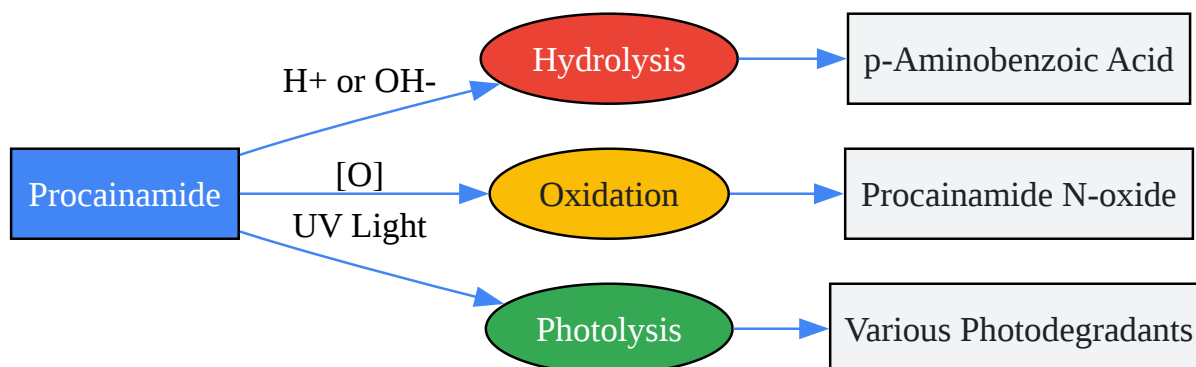 Hydrolysis
p-Aminobenzoic Acid
H+ or OH-
Procainamide
[O]
Oxidation
Procainamide N-oxide
UV Light
Photolysis
Various Photodegradants